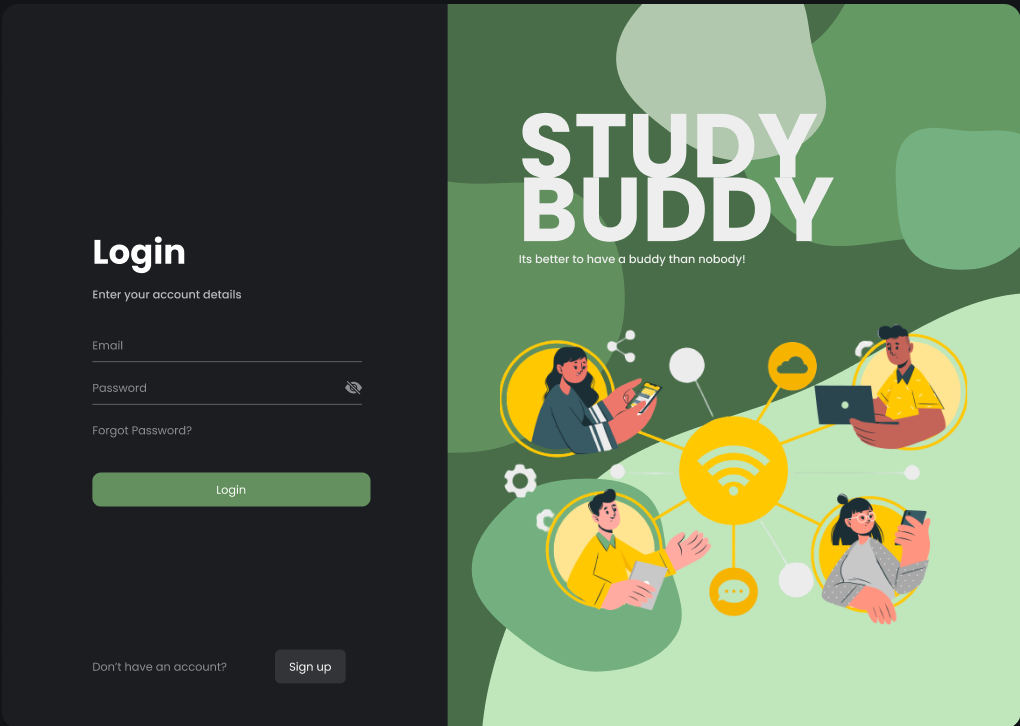 Login
Enter your account details
Email
Password
Forgot Password?
Login
Don't have an account?
Sign up
STUDY
BUDDY
Its better to have a buddy than nobody!